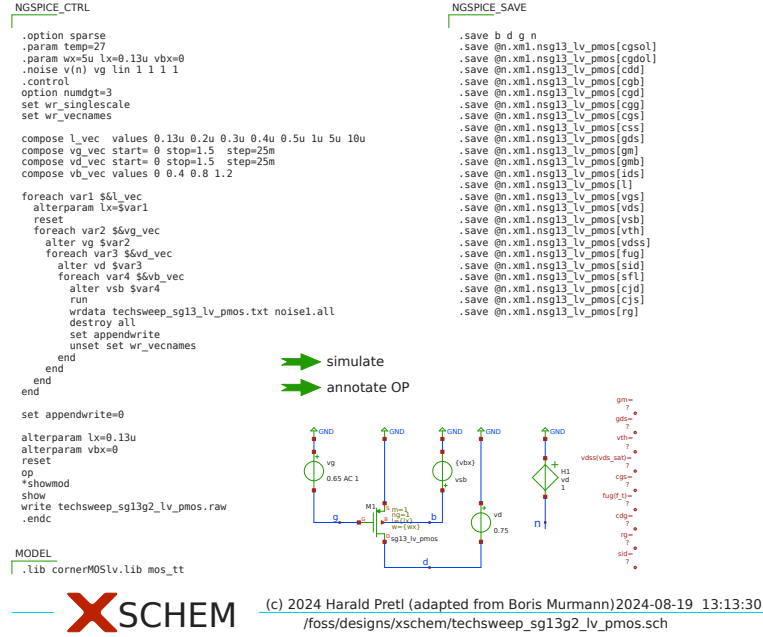 NGSPICE_CTRL
.option sparse
.param temp=27
.param wx=5u lx=0.13u vbx=0
.noise v(n) vg lin 1 1 1 1
.control
option numdgt=3
set wr_singlescale
set wr_vecnames
compose l_vec  values 0.13u 0.2u 0.3u 0.4u 0.5u 1u 5u 10u
compose vg_vec start= 0 stop=1.5  step=25m
compose vd_vec start= 0 stop=1.5  step=25m
compose vb_vec values 0 0.4 0.8 1.2
foreach var1 $&l_vec
  alterparam lx=$var1
  reset
  foreach var2 $&vg_vec
    alter vg $var2
    foreach var3 $&vd_vec
      alter vd $var3
      foreach var4 $&vb_vec
        alter vsb $var4
        run
        wrdata techsweep_sg13_lv_pmos.txt noise1.all
        destroy all
        set appendwrite
        unset set wr_vecnames
      end
    end
  end
end
set appendwrite=0
alterparam lx=0.13u
alterparam vbx=0
reset
op
*showmod
show
write techsweep_sg13g2_lv_pmos.raw
.endc
MODEL
.lib cornerMOSlv.lib mos_tt
NGSPICE_SAVE
.save b d g n
.save @n.xm1.nsg13_lv_pmos[cgsol]
.save @n.xm1.nsg13_lv_pmos[cgdol]
.save @n.xm1.nsg13_lv_pmos[cdd]
.save @n.xm1.nsg13_lv_pmos[cgb]
.save @n.xm1.nsg13_lv_pmos[cgd]
.save @n.xm1.nsg13_lv_pmos[cgg]
.save @n.xm1.nsg13_lv_pmos[cgs]
.save @n.xm1.nsg13_lv_pmos[css]
.save @n.xm1.nsg13_lv_pmos[gds]
.save @n.xm1.nsg13_lv_pmos[gm]
.save @n.xm1.nsg13_lv_pmos[gmb]
.save @n.xm1.nsg13_lv_pmos[ids]
.save @n.xm1.nsg13_lv_pmos[l]
.save @n.xm1.nsg13_lv_pmos[vgs]
.save @n.xm1.nsg13_lv_pmos[vds]
.save @n.xm1.nsg13_lv_pmos[vsb]
.save @n.xm1.nsg13_lv_pmos[vth]
.save @n.xm1.nsg13_lv_pmos[vdss]
.save @n.xm1.nsg13_lv_pmos[fug]
.save @n.xm1.nsg13_lv_pmos[sid]
.save @n.xm1.nsg13_lv_pmos[sfl]
.save @n.xm1.nsg13_lv_pmos[cjd]
.save @n.xm1.nsg13_lv_pmos[cjs]
.save @n.xm1.nsg13_lv_pmos[rg]
simulate
annotate OP
GND
GND
GND
GND
GND
vg
0.65 AC 1
{vbx}
vsb
H1
vd
1
M1
m=1
ng=1
l={lx}
w={wx}
G
S
B
D
sg13_lv_pmos
vd
0.75
g
b
d
n
gm=
?
gds=
?
vth=
?
vdss(vds_sat)=
?
cgs=
?
fug(f_t)=
?
cdg=
?
rg=
?
sid=
?
XSCHEM
(c) 2024 Harald Pretl (adapted from Boris Murmann)
2024-08-19  13:13:30
/foss/designs/xschem/techsweep_sg13g2_lv_pmos.sch